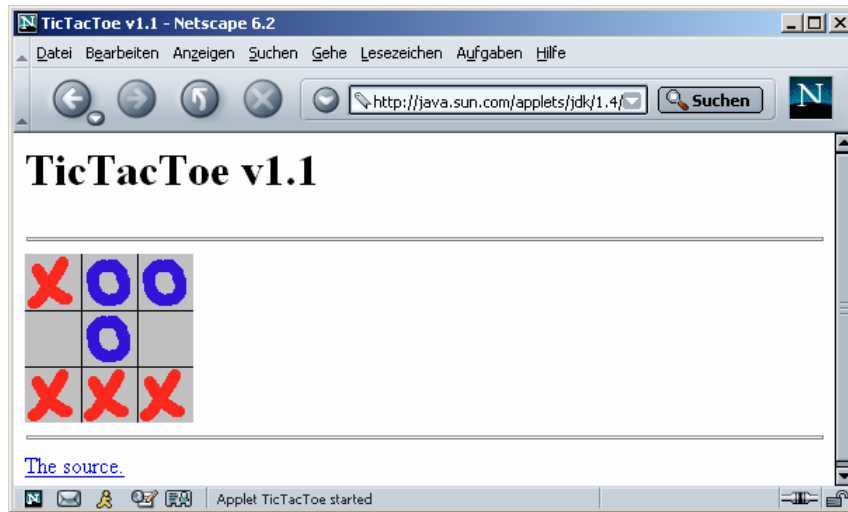 TicTacToe v1.1 - Netscape 6.2
Datei Bearbeiten Anzeigen Suchen Gehe Lesezeichen Aufgaben Hilfe
http://java.sun.com/applets/jdk/1.4/ Suchen N
TicTacToe v1.1
X O O
O
X X X
The source.
Applet TicTacToe started